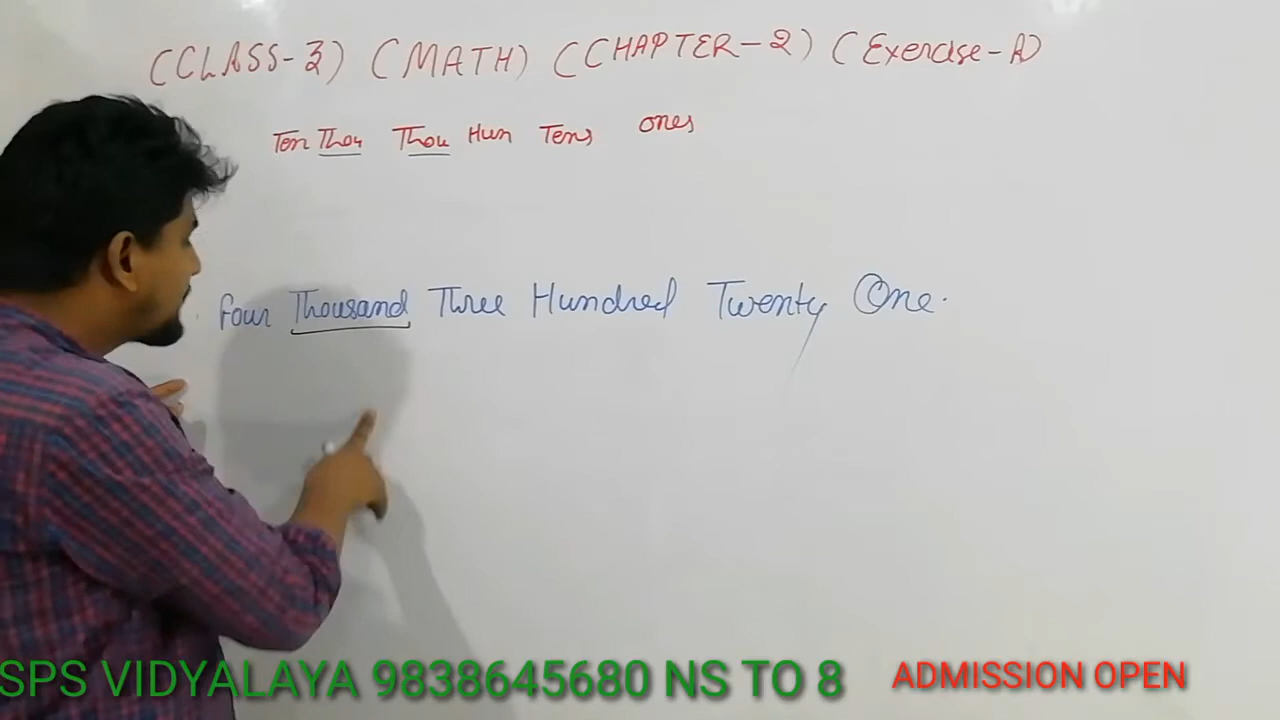 (CLASS-3) (MATH) (CHAPTER-2) (Exercise-A)
Ten Thou Thou Hun Tens ones
Four Thousand Three Hundred Twenty One.
SPS VIDYALAYA 9838645680 NS TO 8 ADMISSION OPEN